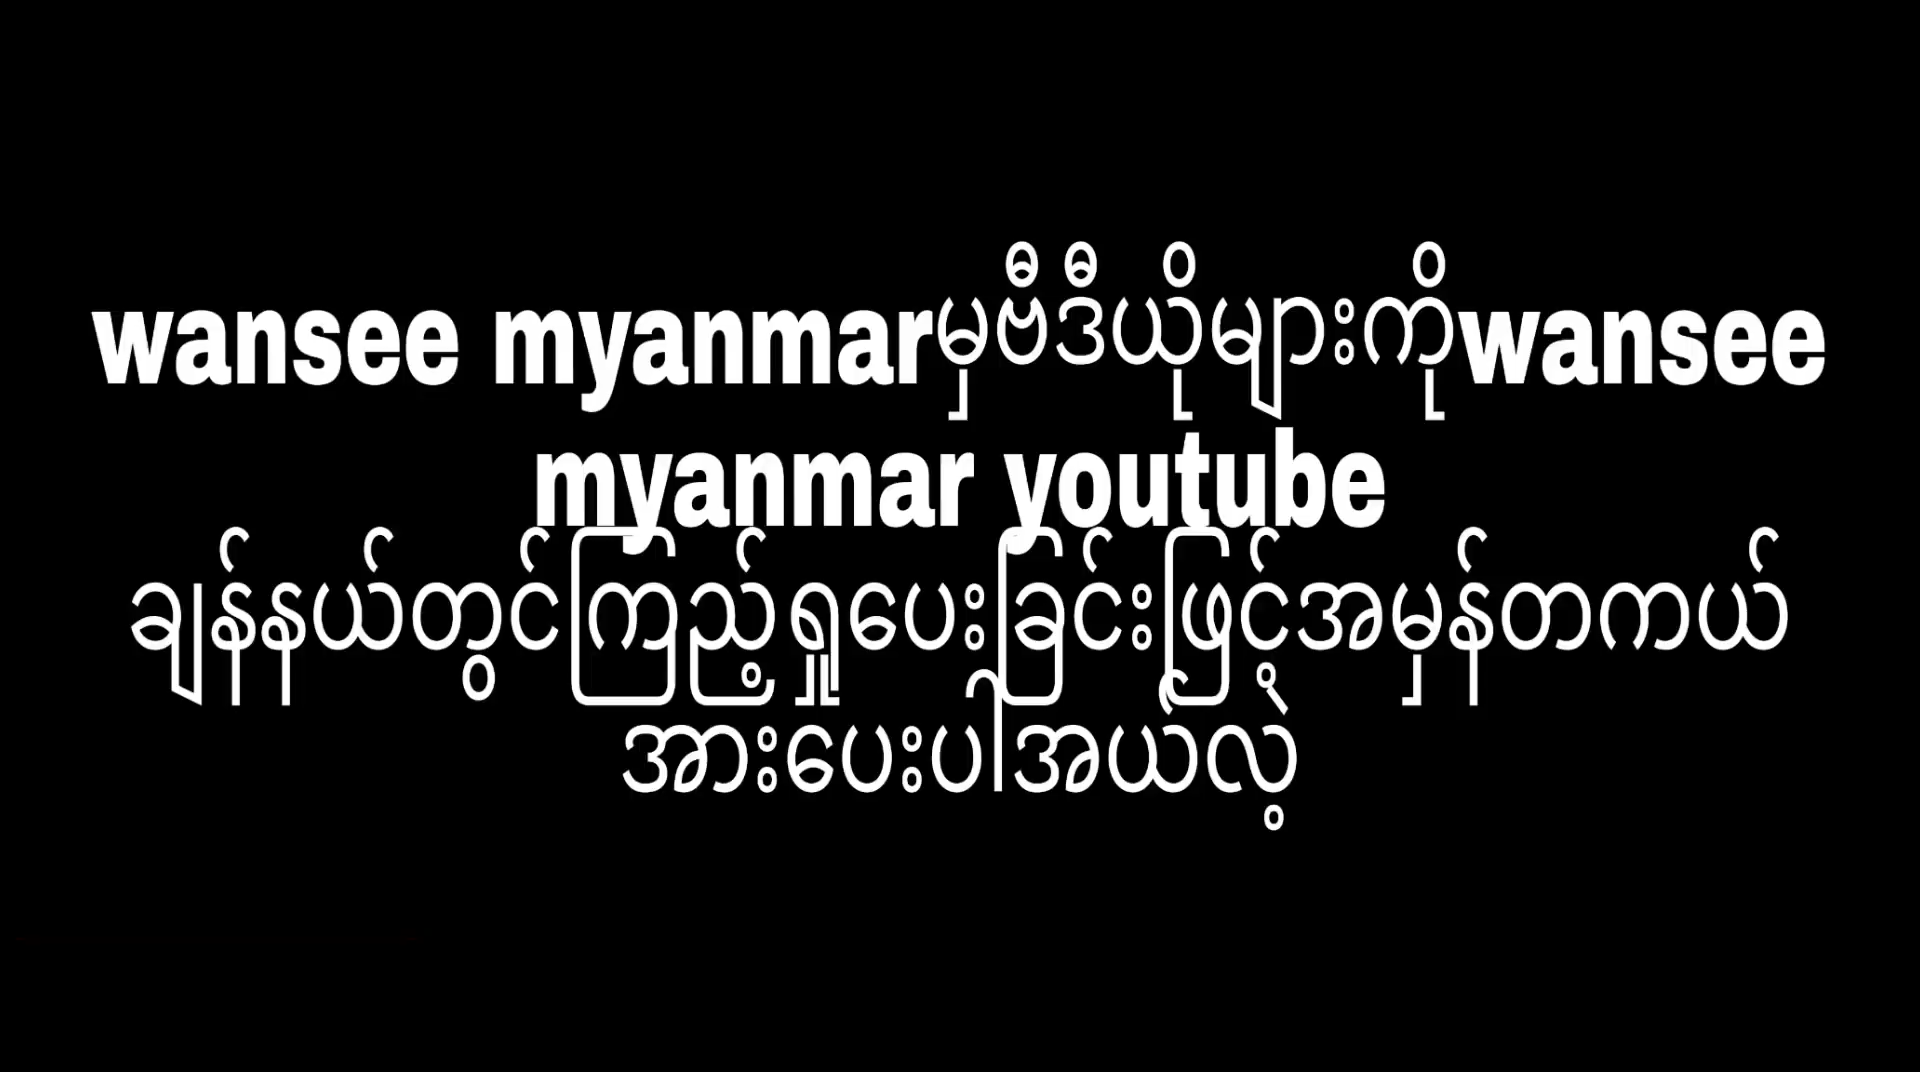 wansee myanmarမှဗီဒီယိုများကိုwansee
myanmar youtube
ချန်နယ်တွင်ကြည့်ရှုပေးခြင်းဖြင့်အမှန်တကယ်
အားပေးပါအယ်လှဲ့